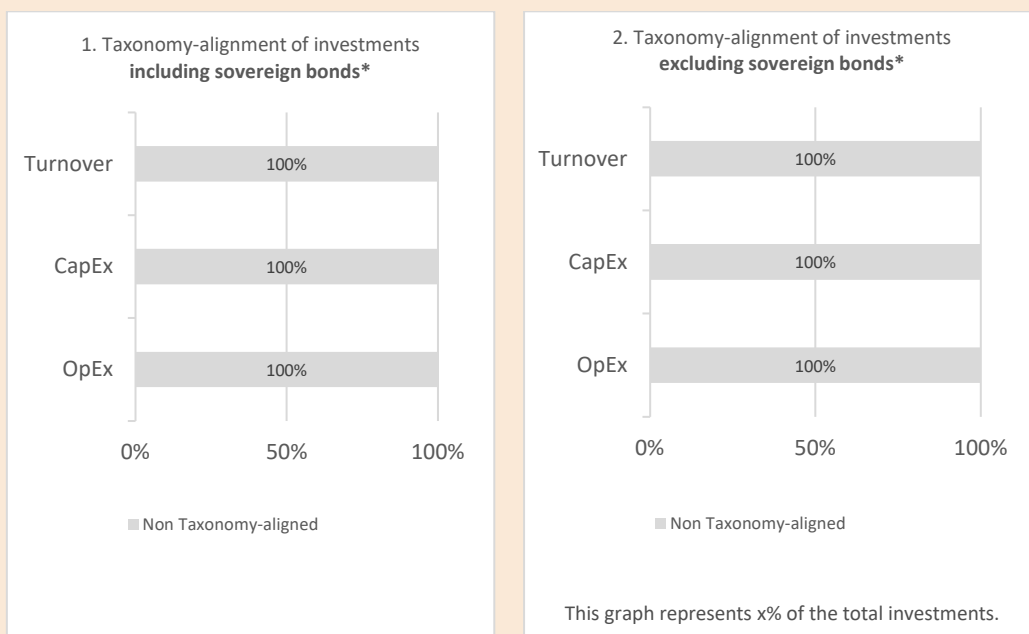 1. Taxonomy-alignment of investments
including sovereign bonds*
Turnover
100%
CapEx
100%
OpEx
100%
0%
50%
100%
Non Taxonomy-aligned
2. Taxonomy-alignment of investments
excluding sovereign bonds*
Turnover
100%
CapEx
100%
OpEx
100%
0%
50%
100%
Non Taxonomy-aligned
This graph represents x% of the total investments.